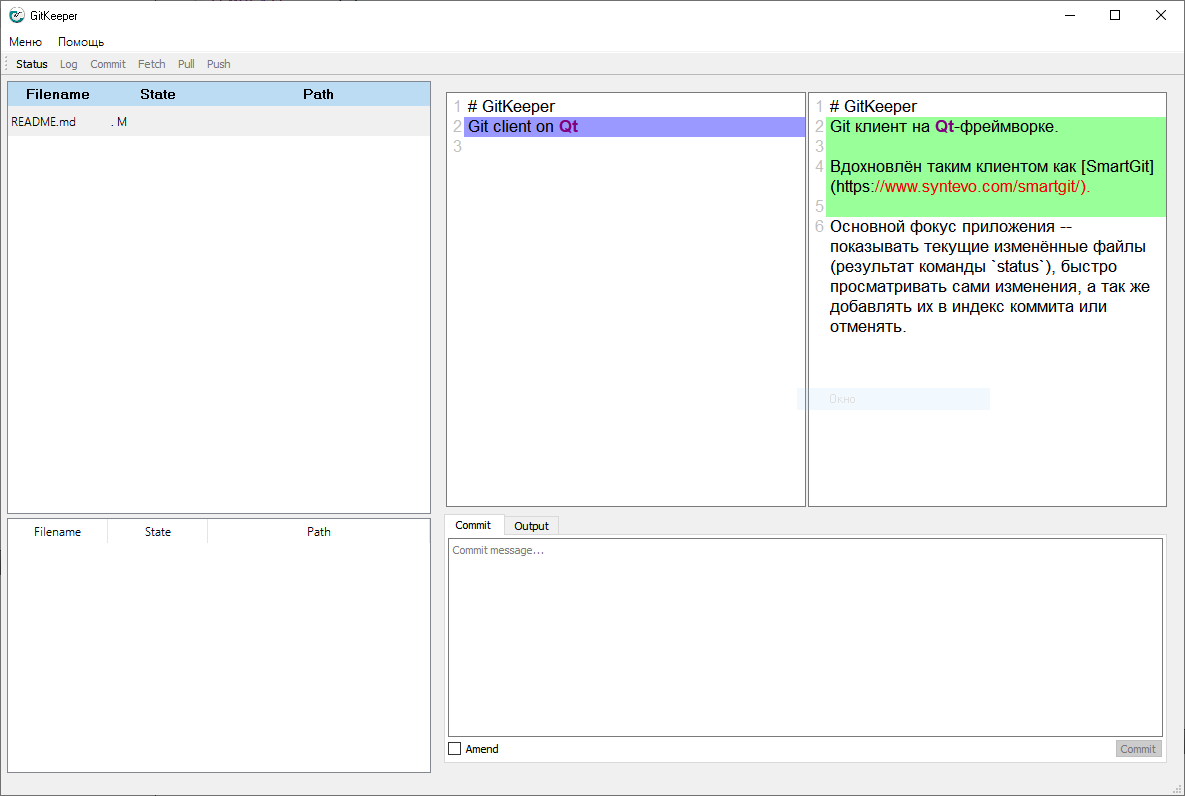 GitKeeper
Меню Помощь
Status Log Commit Fetch Pull Push
Filename State Path
README.md . M
1 # GitKeeper
2 Git client on Qt
3
1 # GitKeeper
2 Git клиент на Qt-фреймворке.
3
4 Вдохновлён таким клиентом как [SmartGit]
(https://www.syntevo.com/smartgit/).
5
6 Основной фокус приложения --
показывать текущие изменённые файлы
(результат команды `status`), быстро
просматривать сами изменения, а так же
добавлять их в индекс коммита или
отменять.
Окно
Filename State Path
Commit Output
Commit message...
Amend Commit